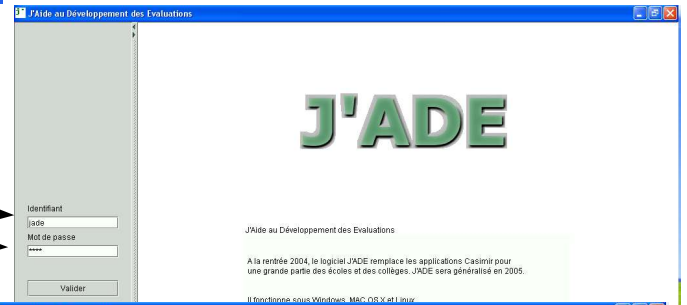 J'Aide au Développement des Evaluations
J'ADE
Identifiant
jade
Mot de passe
****
Valider
J'Aide au Développement des Evaluations
A la rentrée 2004, le logiciel J'ADE remplace les applications Casimir pour
une grande partie des écoles et des collèges. J'ADE sera généralisé en 2005.
Il fonctionne sous Windows, MAC OS X et Linux